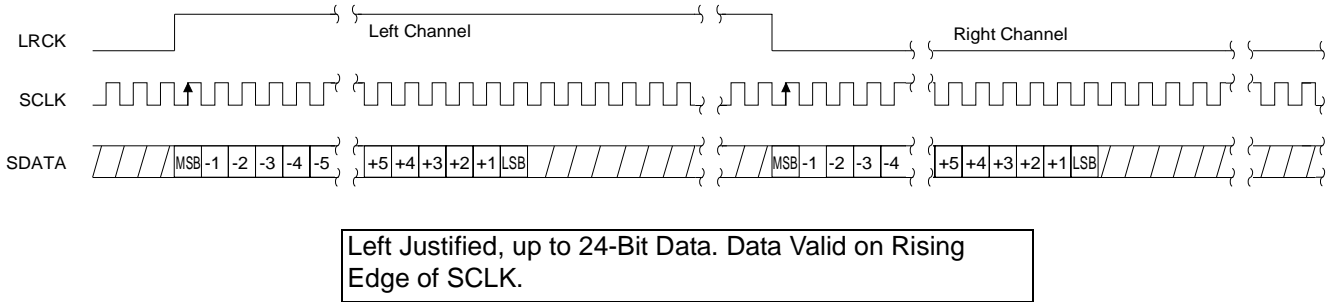 LRCK Left Channel Right Channel
SCLK
SDATA MSB -1 -2 -3 -4 -5 +5 +4 +3 +2 +1 LSB MSB -1 -2 -3 -4 +5 +4 +3 +2 +1 LSB
Left Justified, up to 24-Bit Data. Data Valid on Rising
Edge of SCLK.